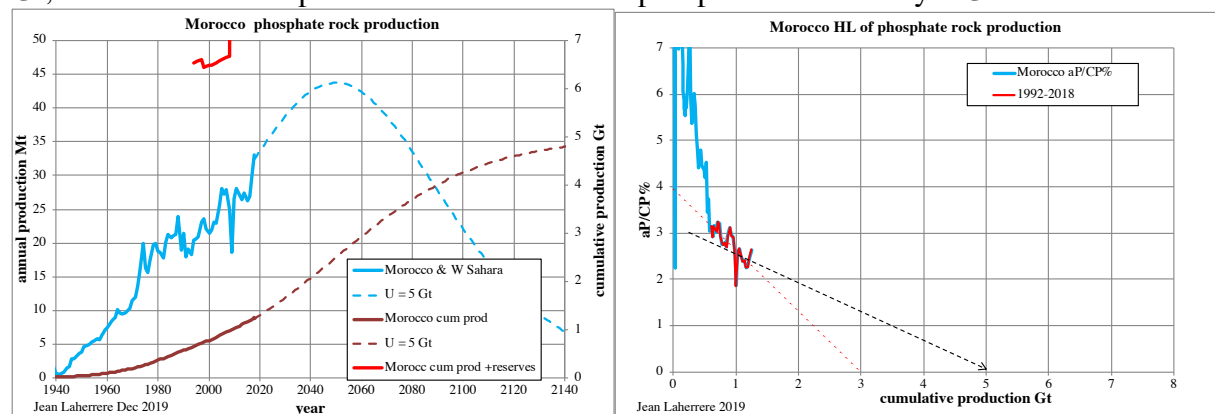 Morocco phosphate rock production
50
45
40
35
30
25
20
15
10
5
0
annual production Mt
7
6
5
4
3
2
1
0
cumulative production Gt
Morocco & W Sahara
U = 5 Gt
Morocco cum prod
U = 5 Gt
Morocc cum prod +reserves
1940 1960 1980 2000 2020 2040 2060 2080 2100 2120 2140
Jean Laherrere Dec 2019
year
Morocco HL of phosphate rock production
7
6
5
4
3
2
1
0
aP/CP%
Morocco aP/CP%
1992-2018
0 1 2 3 4 5 6 7 8
Jean Laherrere 2019
cumulative production Gt